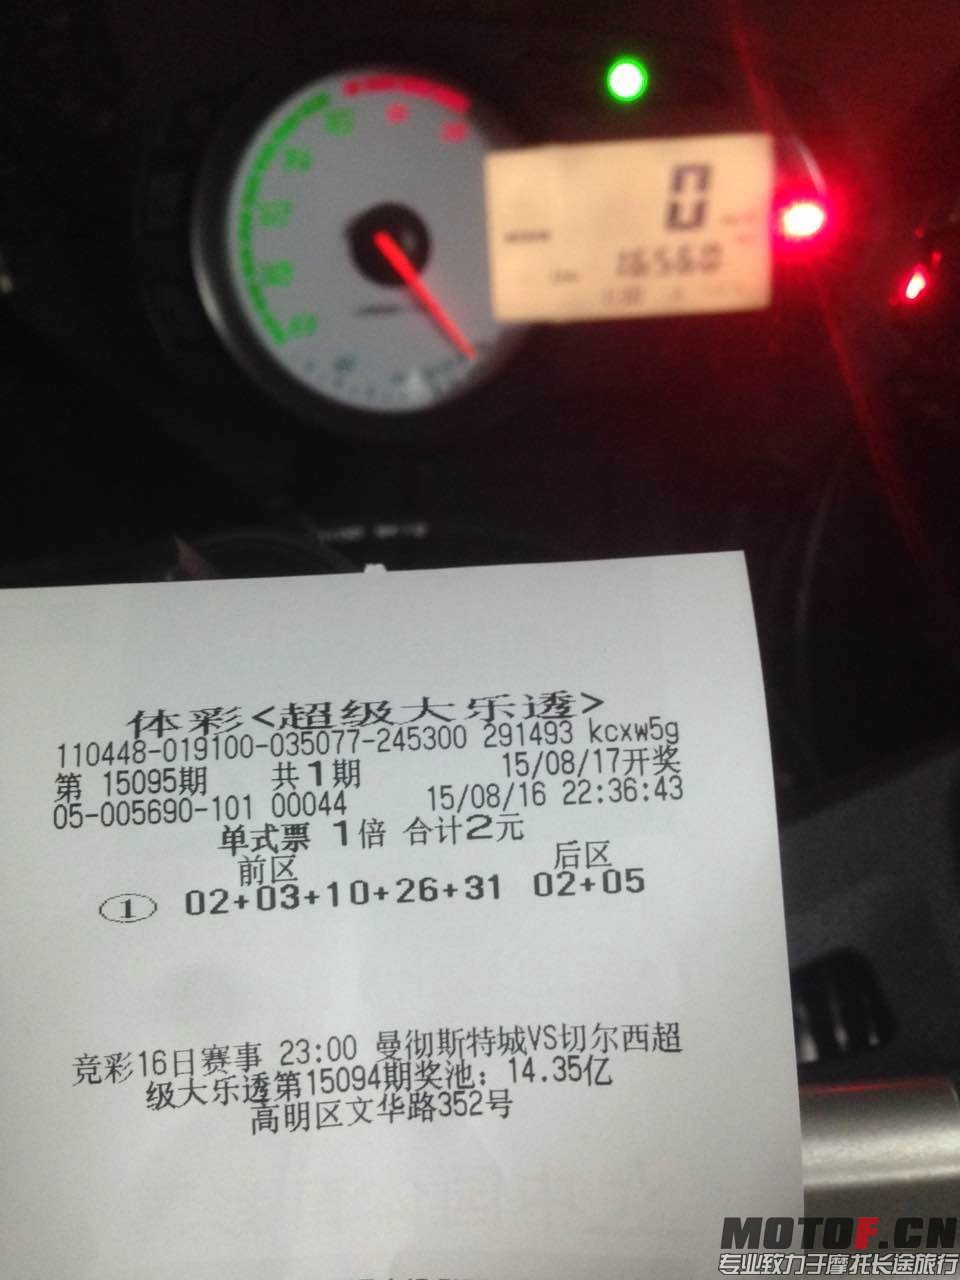 0
16560
体彩<超级大乐透>
110448-019100-035077-245300 291493 kcxw5g
第 15095期 共1期 15/08/17开奖
05-005690-101 00044 15/08/16 22:36:43
单式票 1倍 合计2元
前区 后区
① 02+03+10+26+31 02+05
竞彩16日赛事 23:00 曼彻斯特城VS切尔西超
级大乐透第15094期奖池：14.35亿
高明区文华路352号
MOTOF.CN
专业致力于摩托长途旅行